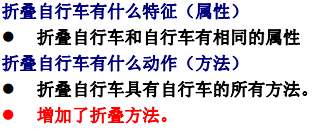 折叠自行车有什么特征（属性）
● 折叠自行车和自行车有相同的属性
折叠自行车有什么动作（方法）
● 折叠自行车具有自行车的所有方法。
● 增加了折叠方法。